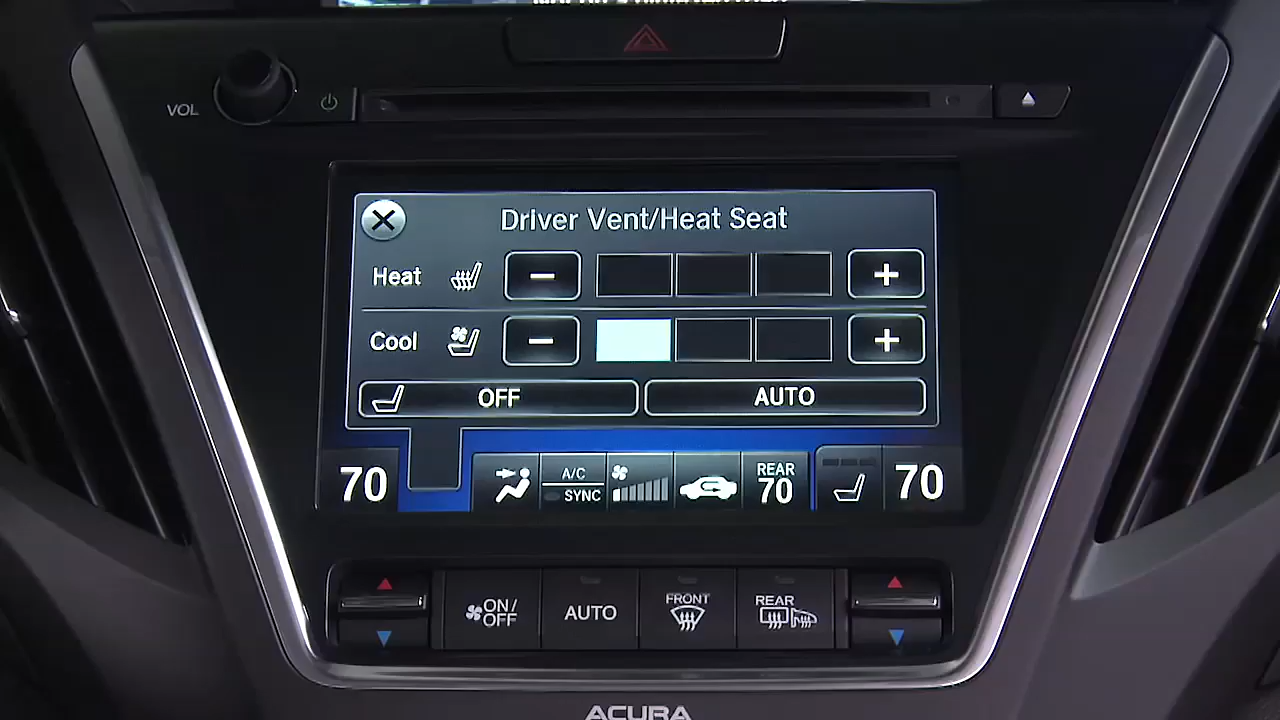 VOL
Driver Vent/Heat Seat
Heat − +
Cool − +
OFF AUTO
70 A/C SYNC REAR 70 70
ON/OFF AUTO FRONT REAR
ACURA